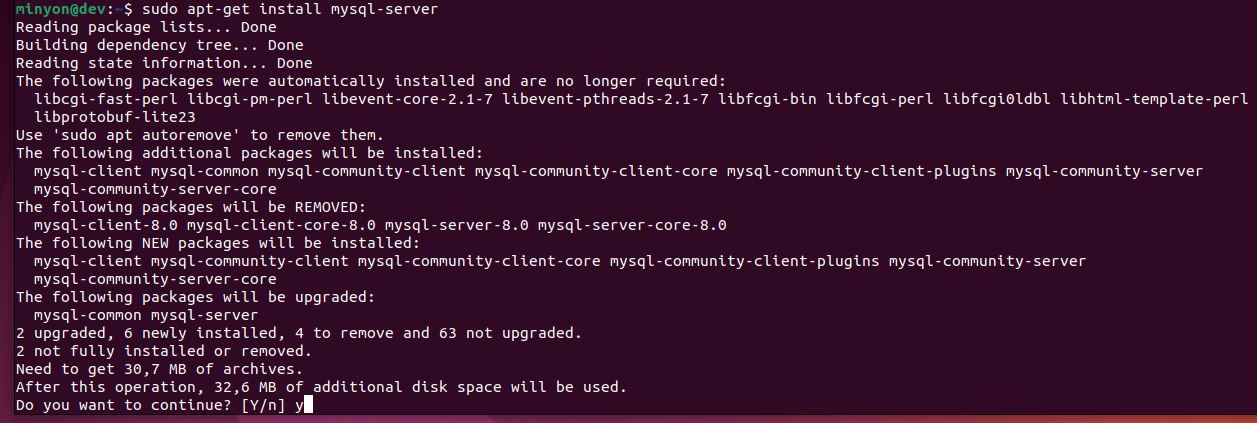 minyon@dev:~$ sudo apt-get install mysql-server
Reading package lists... Done
Building dependency tree... Done
Reading state information... Done
The following packages were automatically installed and are no longer required:
  libcgi-fast-perl libcgi-pm-perl libevent-core-2.1-7 libevent-pthreads-2.1-7 libfcgi-bin libfcgi-perl libfcgi0ldbl libhtml-template-perl
  libprotobuf-lite23
Use 'sudo apt autoremove' to remove them.
The following additional packages will be installed:
  mysql-client mysql-common mysql-community-client mysql-community-client-core mysql-community-client-plugins mysql-community-server
  mysql-community-server-core
The following packages will be REMOVED:
  mysql-client-8.0 mysql-client-core-8.0 mysql-server-8.0 mysql-server-core-8.0
The following NEW packages will be installed:
  mysql-client mysql-community-client mysql-community-client-core mysql-community-client-plugins mysql-community-server
  mysql-community-server-core
The following packages will be upgraded:
  mysql-common mysql-server
2 upgraded, 6 newly installed, 4 to remove and 63 not upgraded.
2 not fully installed or removed.
Need to get 30,7 MB of archives.
After this operation, 32,6 MB of additional disk space will be used.
Do you want to continue? [Y/n] y